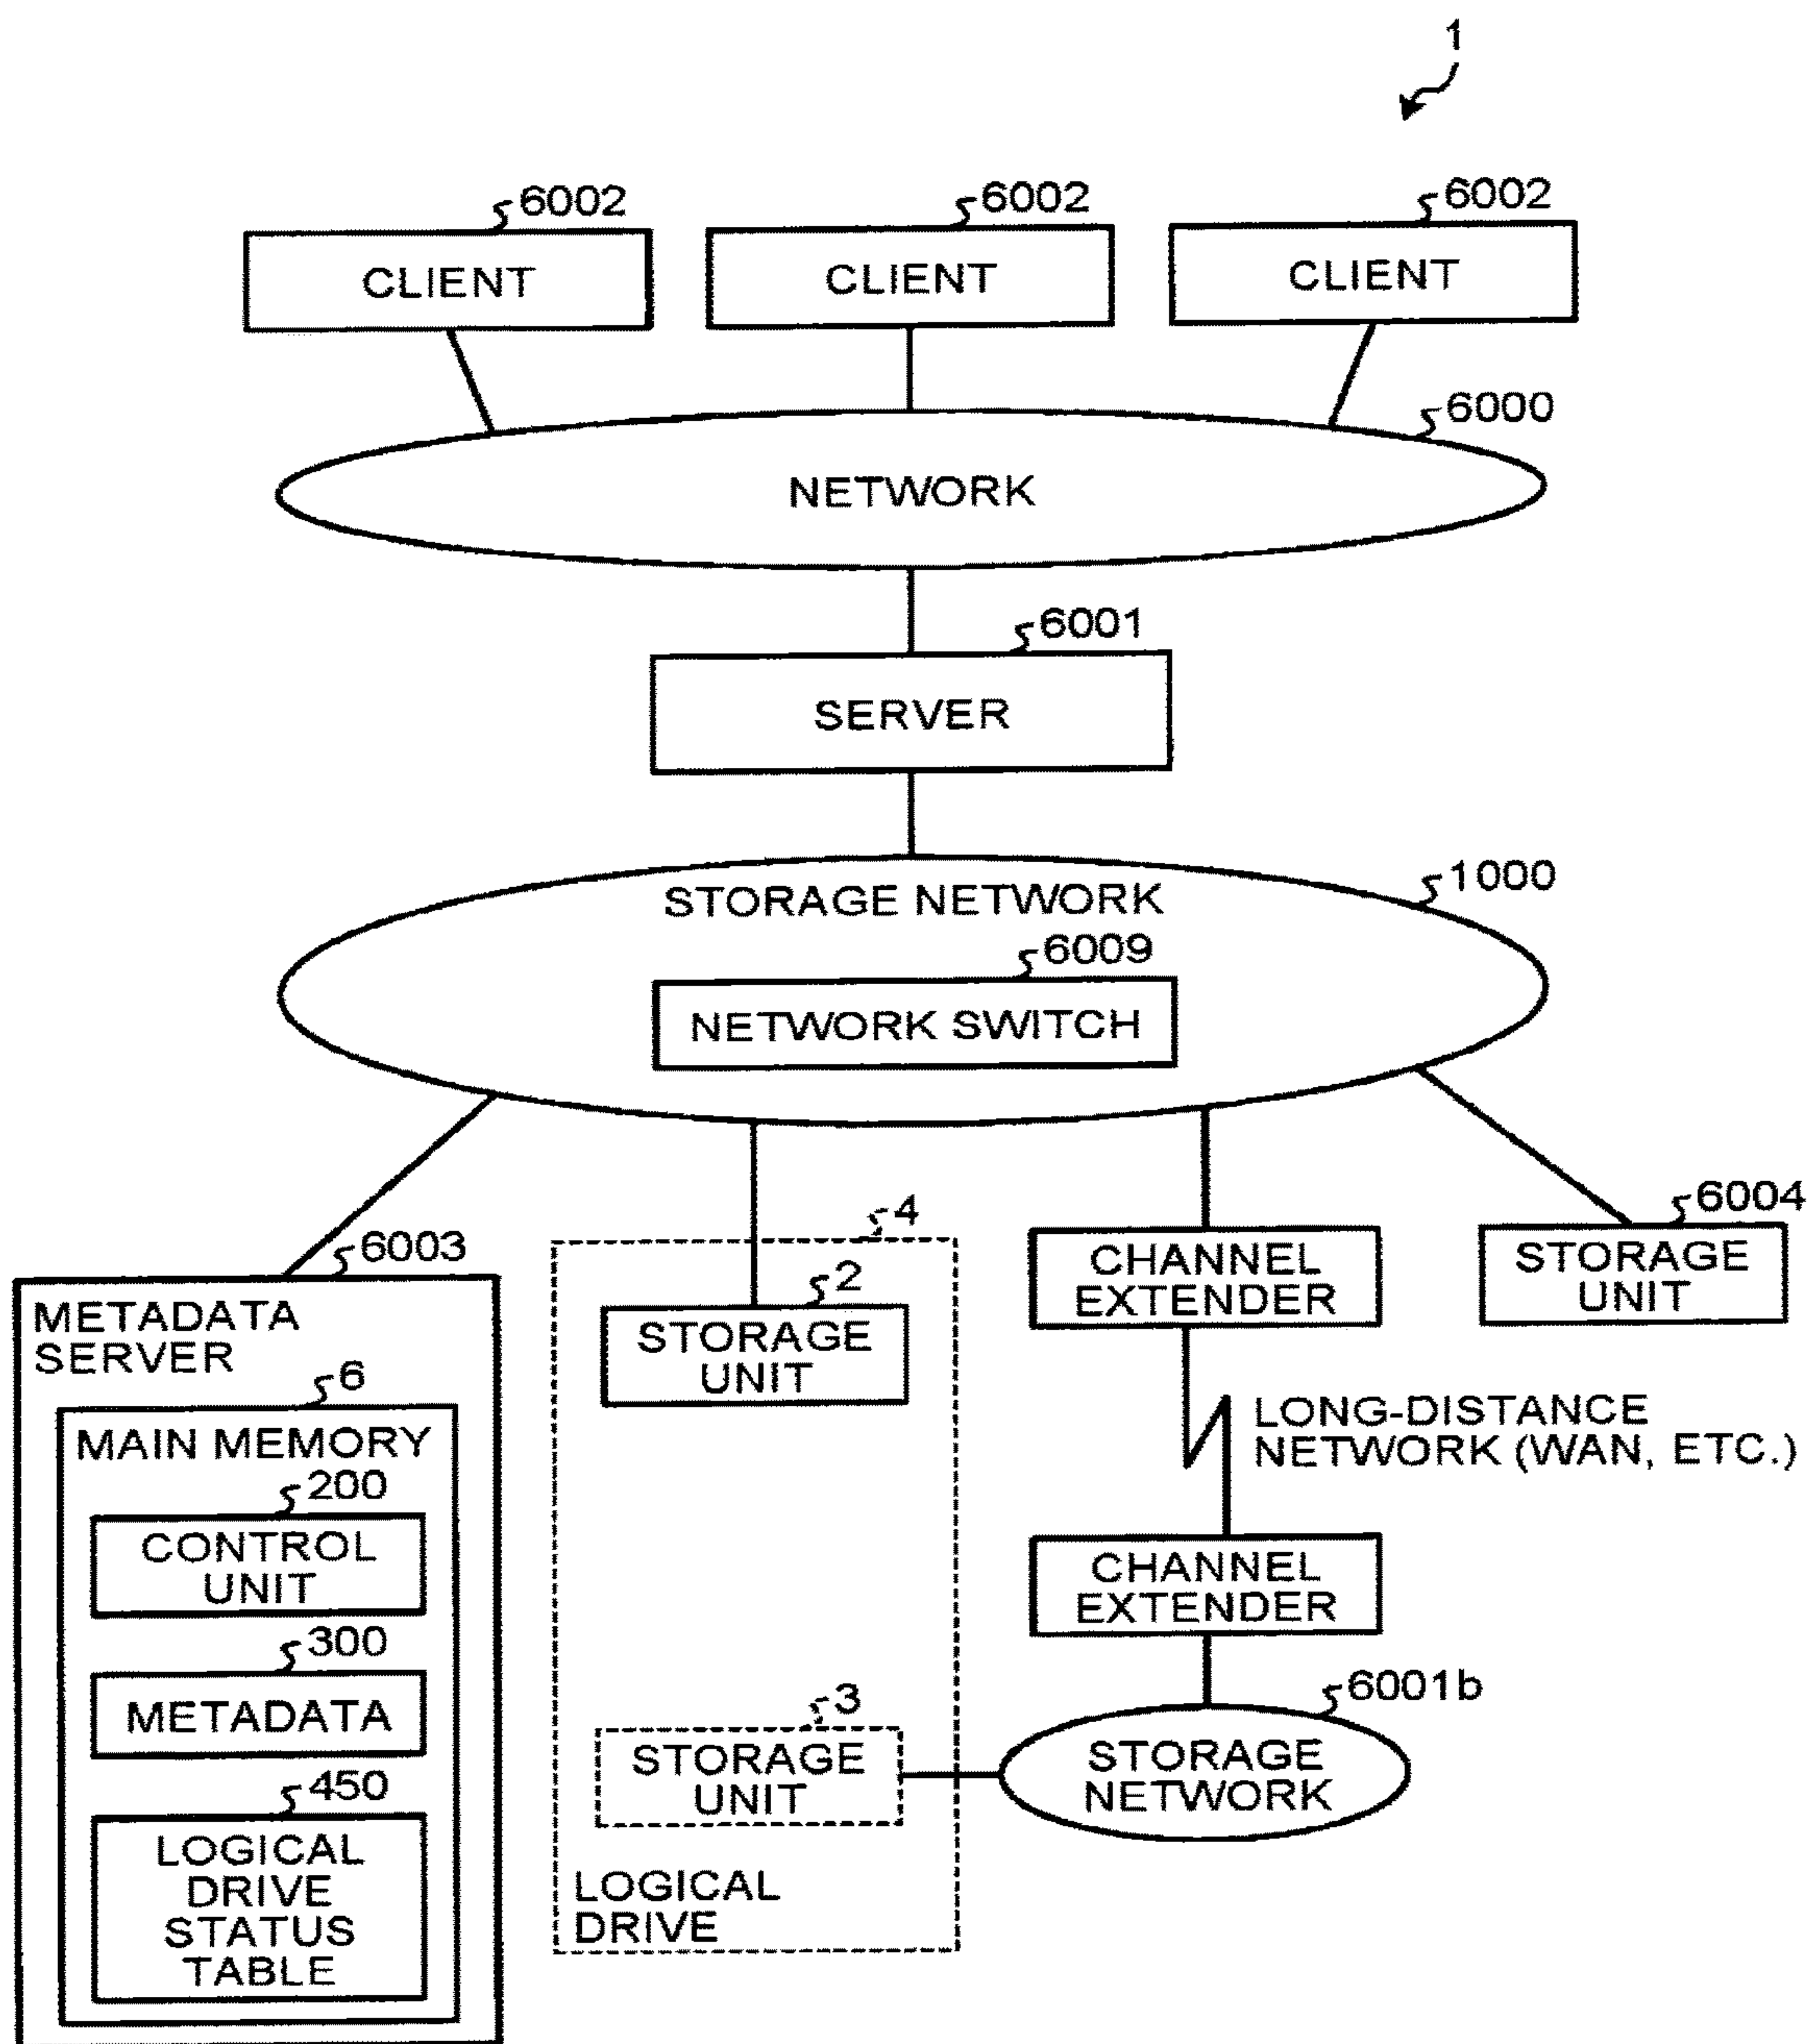 1
6002
6002
6002
CLIENT
CLIENT
CLIENT
6000
NETWORK
6001
SERVER
1000
STORAGE NETWORK
6009
NETWORK SWITCH
6003
METADATA
SERVER
6
MAIN MEMORY
200
CONTROL
UNIT
300
METADATA
450
LOGICAL
DRIVE
STATUS
TABLE
4
2
STORAGE
UNIT
3
STORAGE
UNIT
LOGICAL
DRIVE
CHANNEL
EXTENDER
LONG-DISTANCE
NETWORK (WAN, ETC.)
CHANNEL
EXTENDER
6001b
STORAGE
NETWORK
6004
STORAGE
UNIT